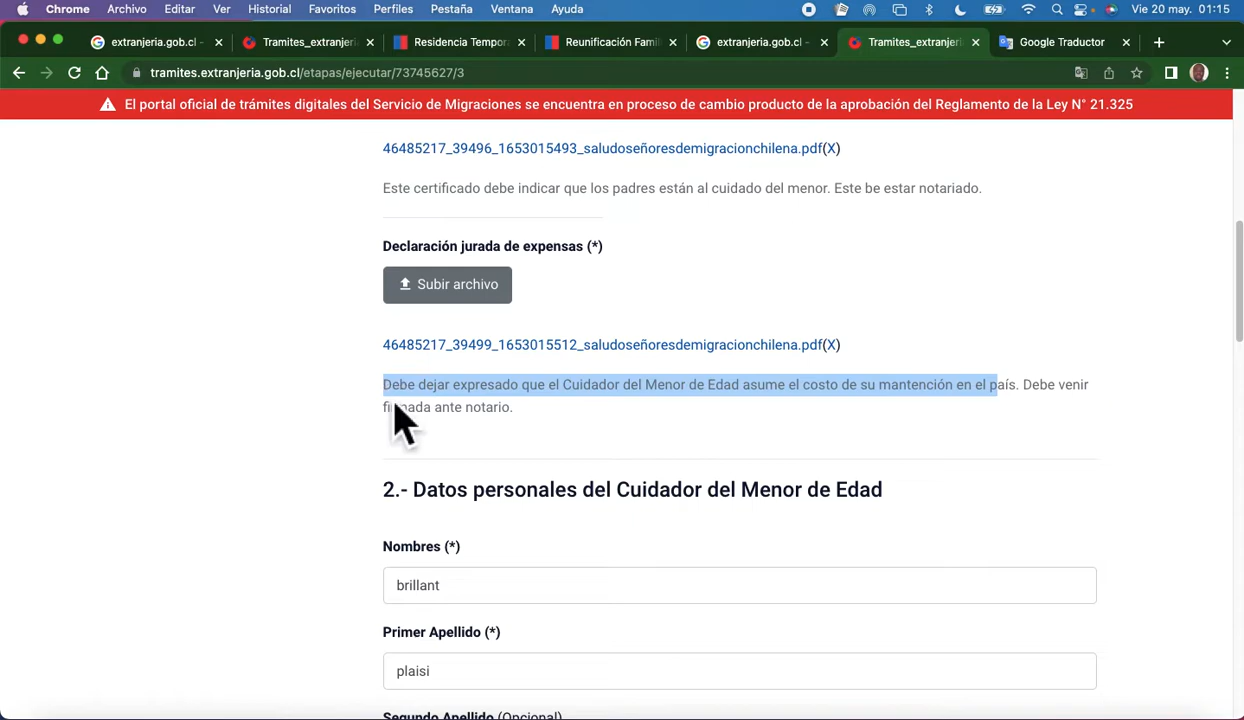 Chrome Archivo Editar Ver Historial Favoritos Perfiles Pestaña Ventana Ayuda Vie 20 may. 01:15
extranjeria.gob.cl - Tramites_extranjerí Residencia Tempora Reunificación Famili extranjeria.gob.cl - Tramites_extranjeri Google Traductor
tramites.extranjeria.gob.cl/etapas/ejecutar/73745627/3
El portal oficial de trámites digitales del Servicio de Migraciones se encuentra en proceso de cambio producto de la aprobación del Reglamento de la Ley N° 21.325
46485217_39496_1653015493_saludoseñoresdemigracionchilena.pdf(X)
Este certificado debe indicar que los padres están al cuidado del menor. Este be estar notariado.
Declaración jurada de expensas (*)
Subir archivo
46485217_39499_1653015512_saludoseñoresdemigracionchilena.pdf(X)
Debe dejar expresado que el Cuidador del Menor de Edad asume el costo de su mantención en el país. Debe venir
firmada ante notario.
2.- Datos personales del Cuidador del Menor de Edad
Nombres (*)
brillant
Primer Apellido (*)
plaisi
Segundo Apellido (Opcional)